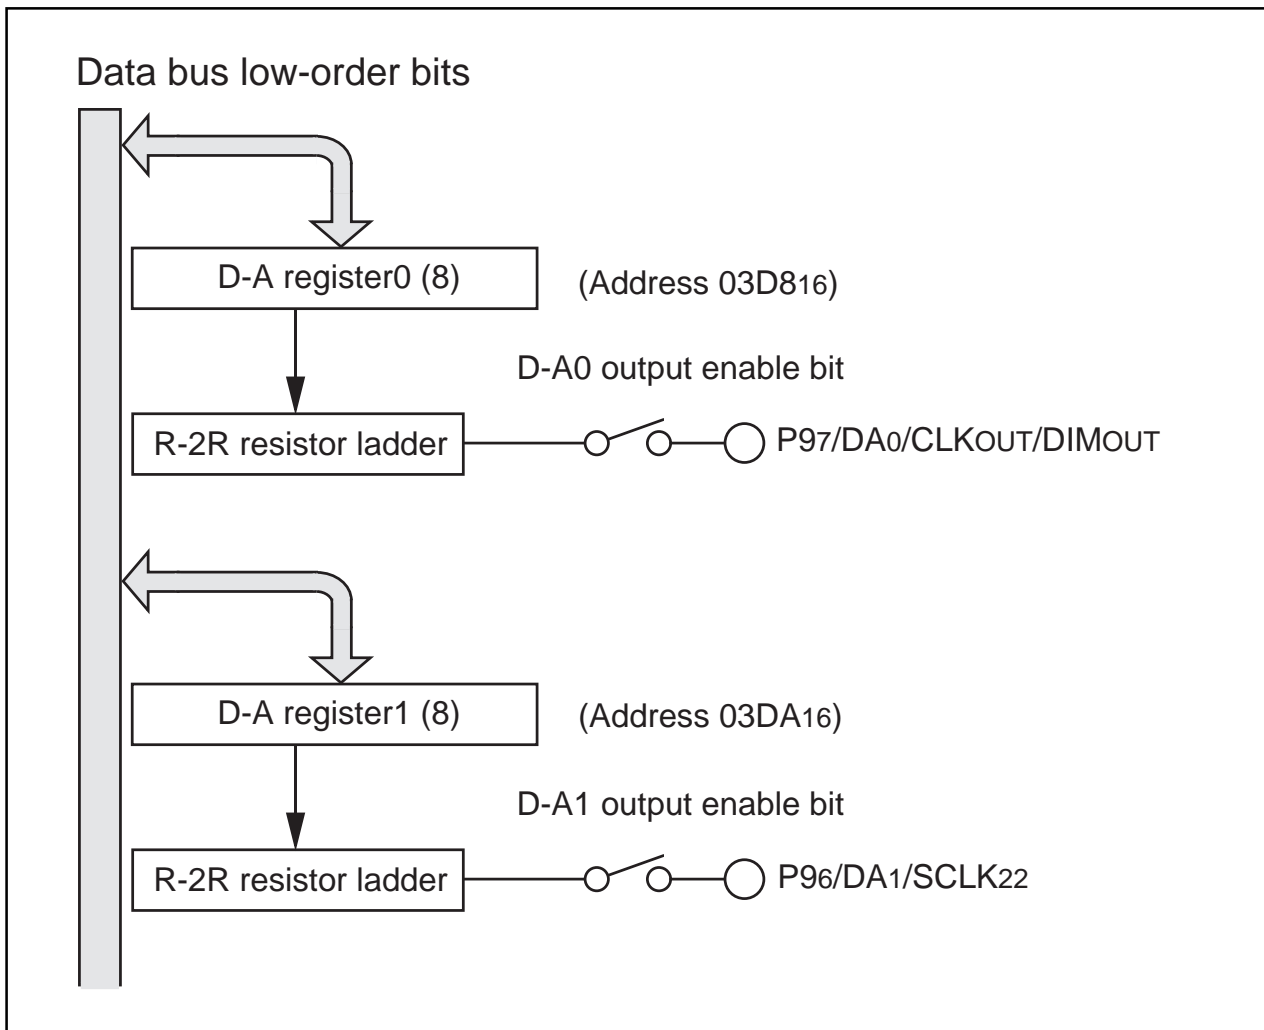 Data bus low-order bits
D-A register0 (8)
(Address 03D816)
D-A0 output enable bit
R-2R resistor ladder
P97/DA0/CLKOUT/DIMOUT
D-A register1 (8)
(Address 03DA16)
D-A1 output enable bit
R-2R resistor ladder
P96/DA1/SCLK22